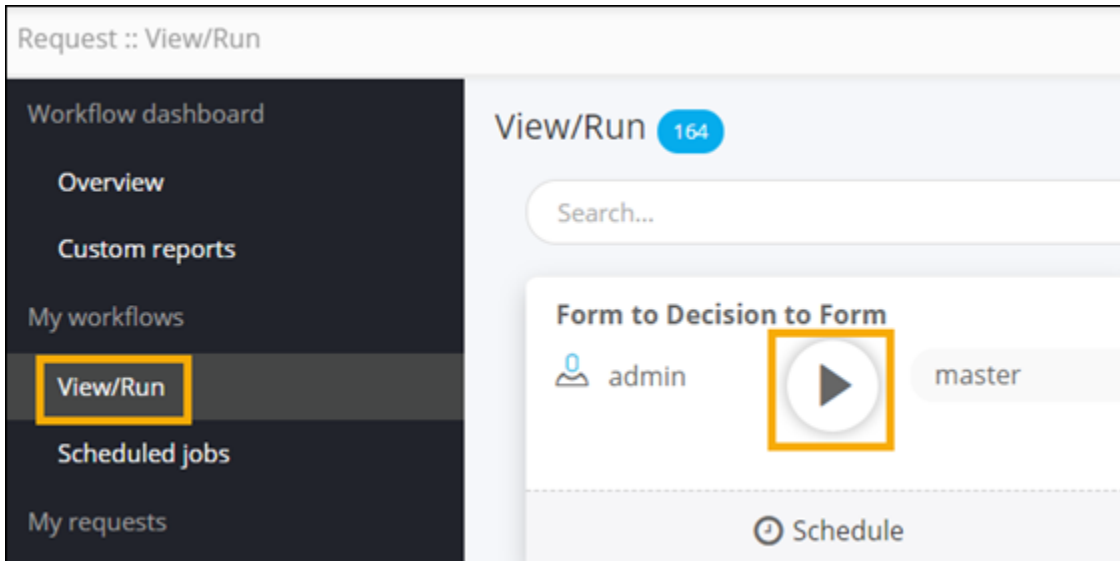 Request :: View/Run
Workflow dashboard
Overview
Custom reports
My workflows
View/Run
Scheduled jobs
My requests
View/Run 164
Search...
Form to Decision to Form
admin
master
Schedule